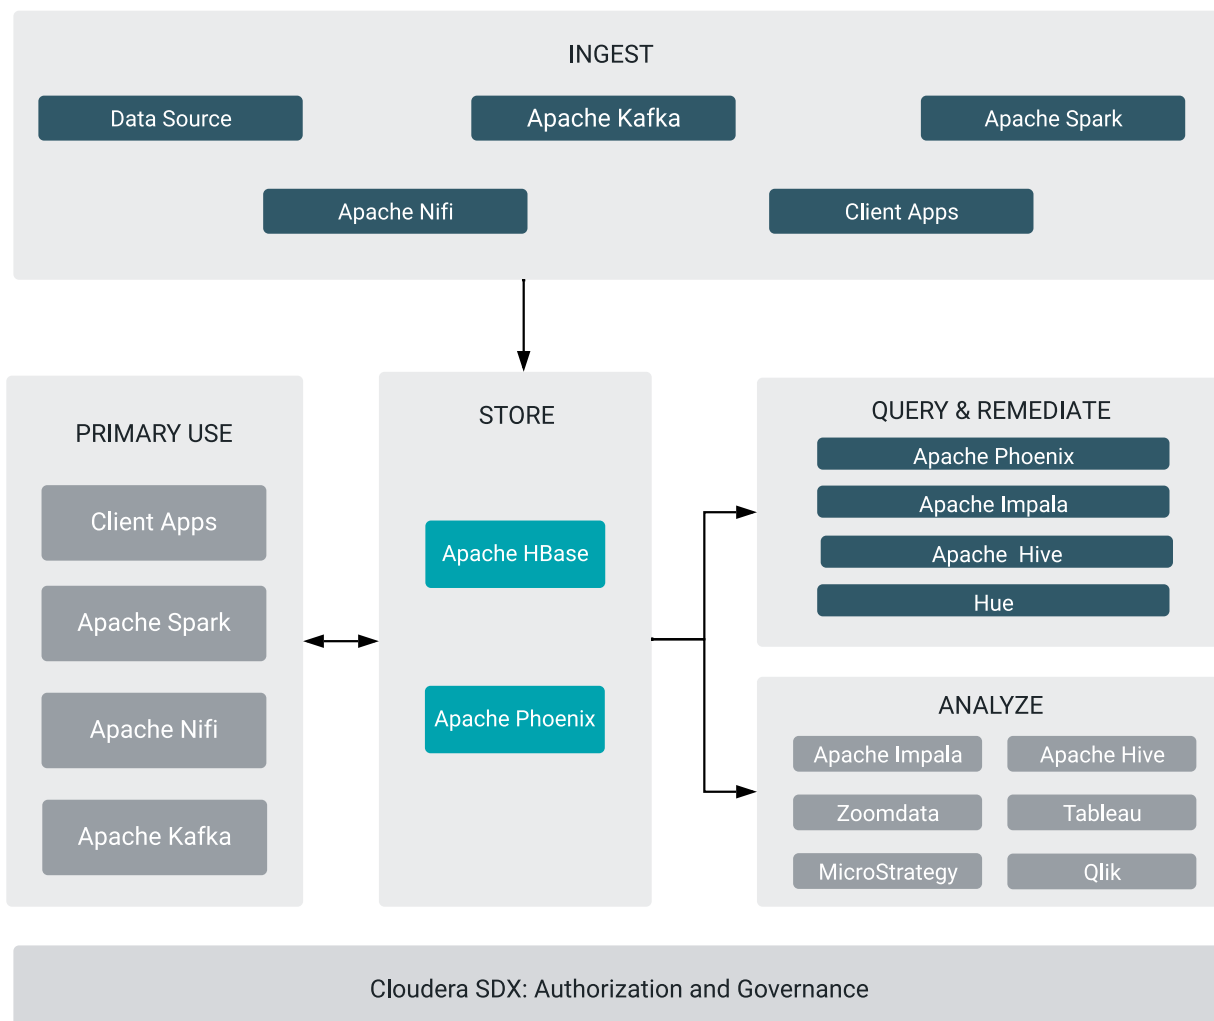 INGEST
Data Source
Apache Kafka
Apache Spark
Apache Nifi
Client Apps
PRIMARY USE
Client Apps
Apache Spark
Apache Nifi
Apache Kafka
STORE
Apache HBase
Apache Phoenix
QUERY & REMEDIATE
Apache Phoenix
Apache Impala
Apache Hive
Hue
ANALYZE
Apache Impala
Apache Hive
Zoomdata
Tableau
MicroStrategy
Qlik
Cloudera SDX: Authorization and Governance